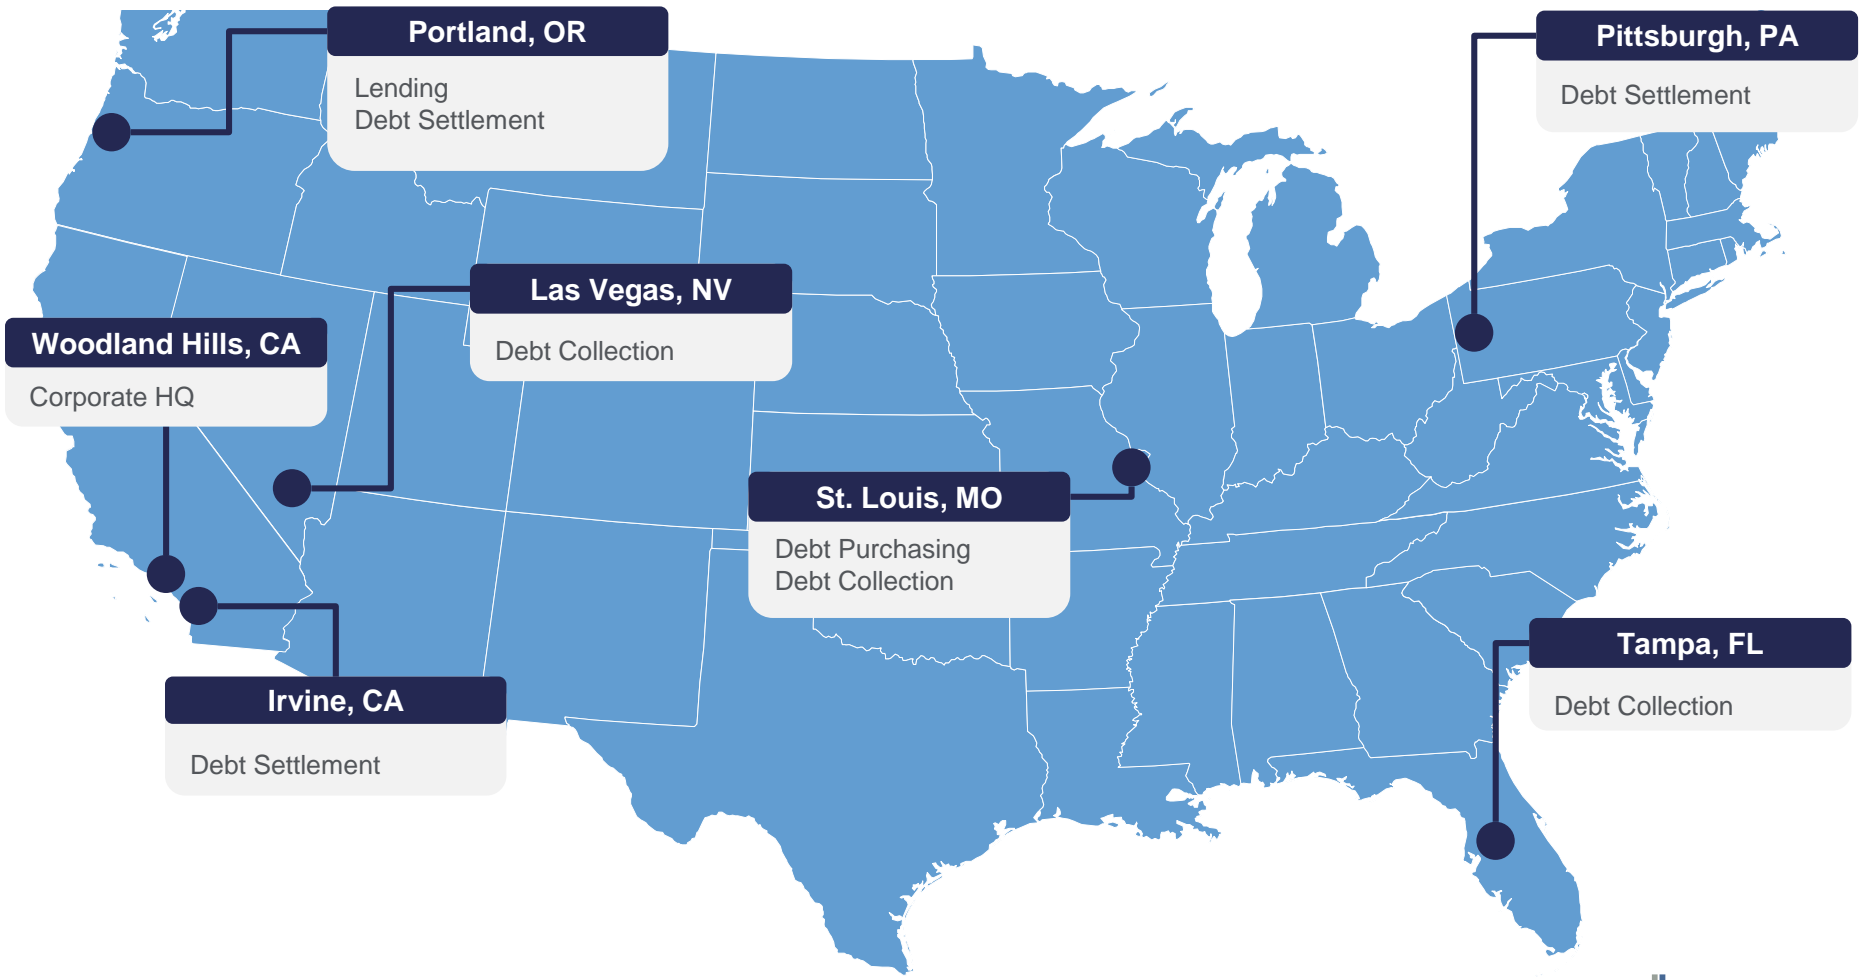 Portland, OR
Lending
Debt Settlement
Pittsburgh, PA
Debt Settlement
Las Vegas, NV
Debt Collection
Woodland Hills, CA
Corporate HQ
St. Louis, MO
Debt Purchasing
Debt Collection
Tampa, FL
Debt Collection
Irvine, CA
Debt Settlement